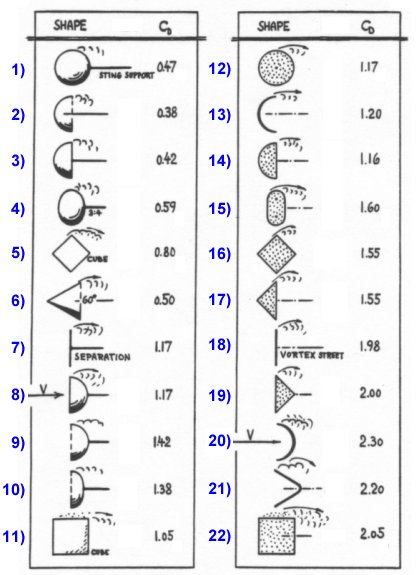 SHAPE C_D
1) STING SUPPORT 0.47
2) 0.38
3) 0.42
4) 3:4 0.59
5) CUBE 0.80
6) 60° 0.50
7) SEPARATION 1.17
8) V 1.17
9) 1.42
10) 1.38
11) CUBE 1.05
SHAPE C_D
12) 1.17
13) 1.20
14) 1.16
15) 1.60
16) 1.55
17) 1.55
18) VORTEX STREET 1.98
19) 2.00
20) V 2.30
21) 2.20
22) 2.05